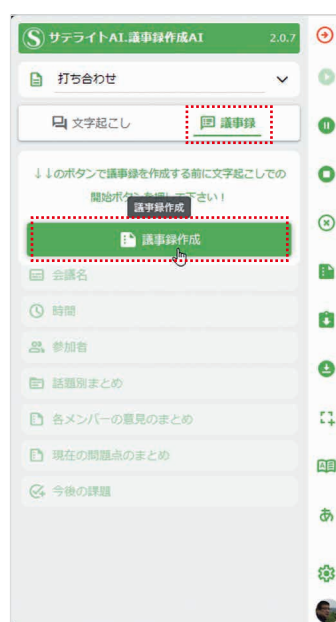 サテライトAI.議事録作成AI 2.0.7
打ち合わせ
文字起こし 議事録
↓↓のボタンで議事録を作成する前に文字起こしでの
開始ボタンを押して下さい！
議事録作成
議事録作成
会議名
時間
参加者
話題別まとめ
各メンバーの意見のまとめ
現在の問題点のまとめ
今後の課題
あ